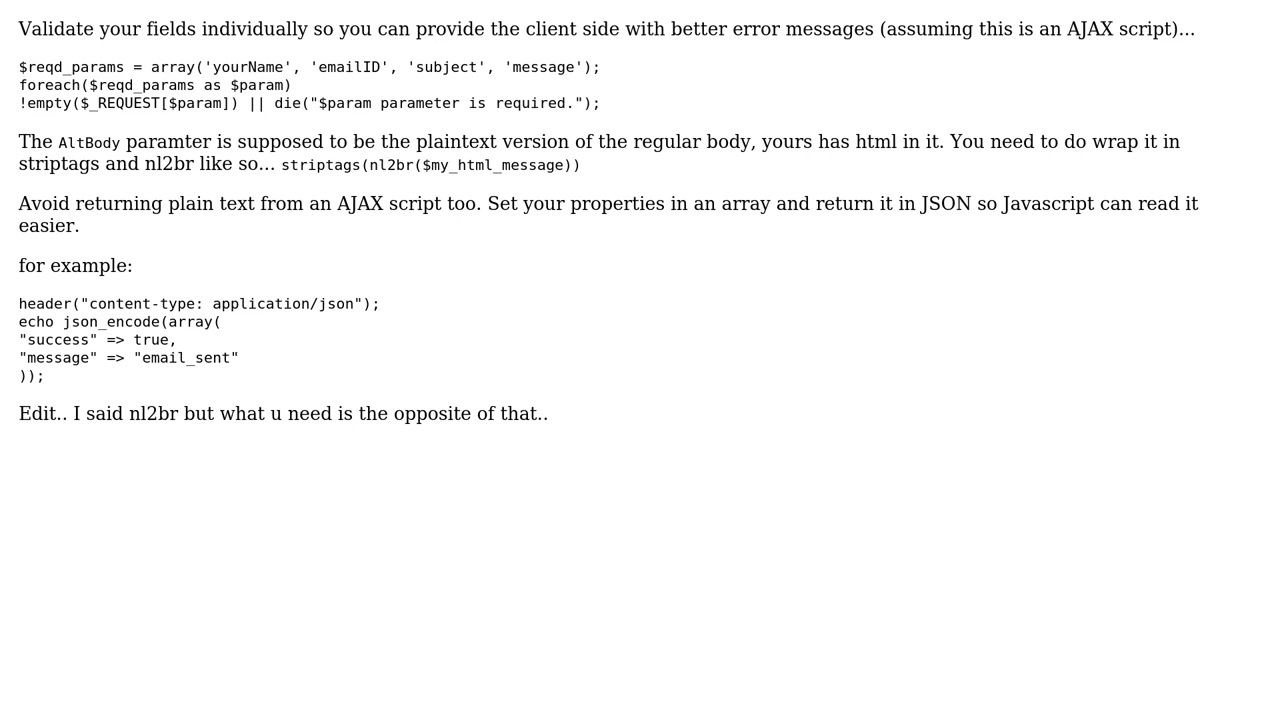 Validate your fields individually so you can provide the client side with better error messages (assuming this is an AJAX script)...
$reqd_params = array('yourName', 'emailID', 'subject', 'message');
foreach($reqd_params as $param)
!empty($_REQUEST[$param]) || die("$param parameter is required.");
The AltBody paramter is supposed to be the plaintext version of the regular body, yours has html in it. You need to do wrap it in
striptags and nl2br like so... striptags(nl2br($my_html_message))
Avoid returning plain text from an AJAX script too. Set your properties in an array and return it in JSON so Javascript can read it
easier.
for example:
header("content-type: application/json");
echo json_encode(array(
"success" => true,
"message" => "email_sent"
));
Edit.. I said nl2br but what u need is the opposite of that..